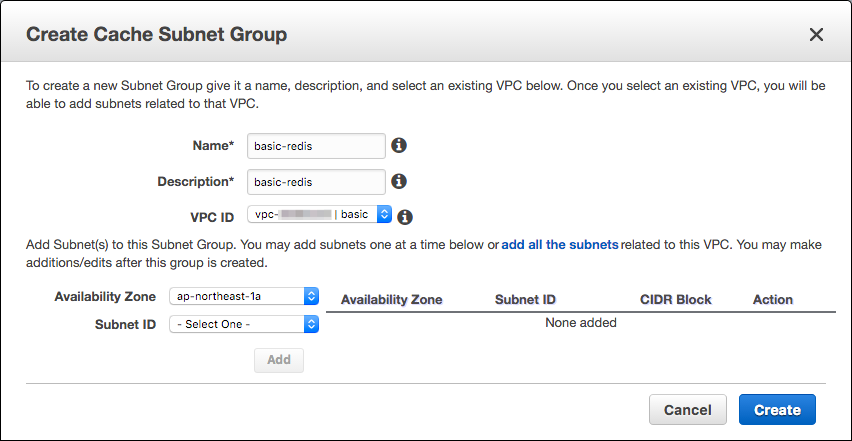 Create Cache Subnet Group
To create a new Subnet Group give it a name, description, and select an existing VPC below. Once you select an existing VPC, you will be
able to add subnets related to that VPC.
Name* basic-redis
Description* basic-redis
VPC ID vpc- | basic
Add Subnet(s) to this Subnet Group. You may add subnets one at a time below or add all the subnets related to this VPC. You may make
additions/edits after this group is created.
Availability Zone ap-northeast-1a
Availability Zone Subnet ID CIDR Block Action
Subnet ID - Select One -
None added
Add
Cancel Create